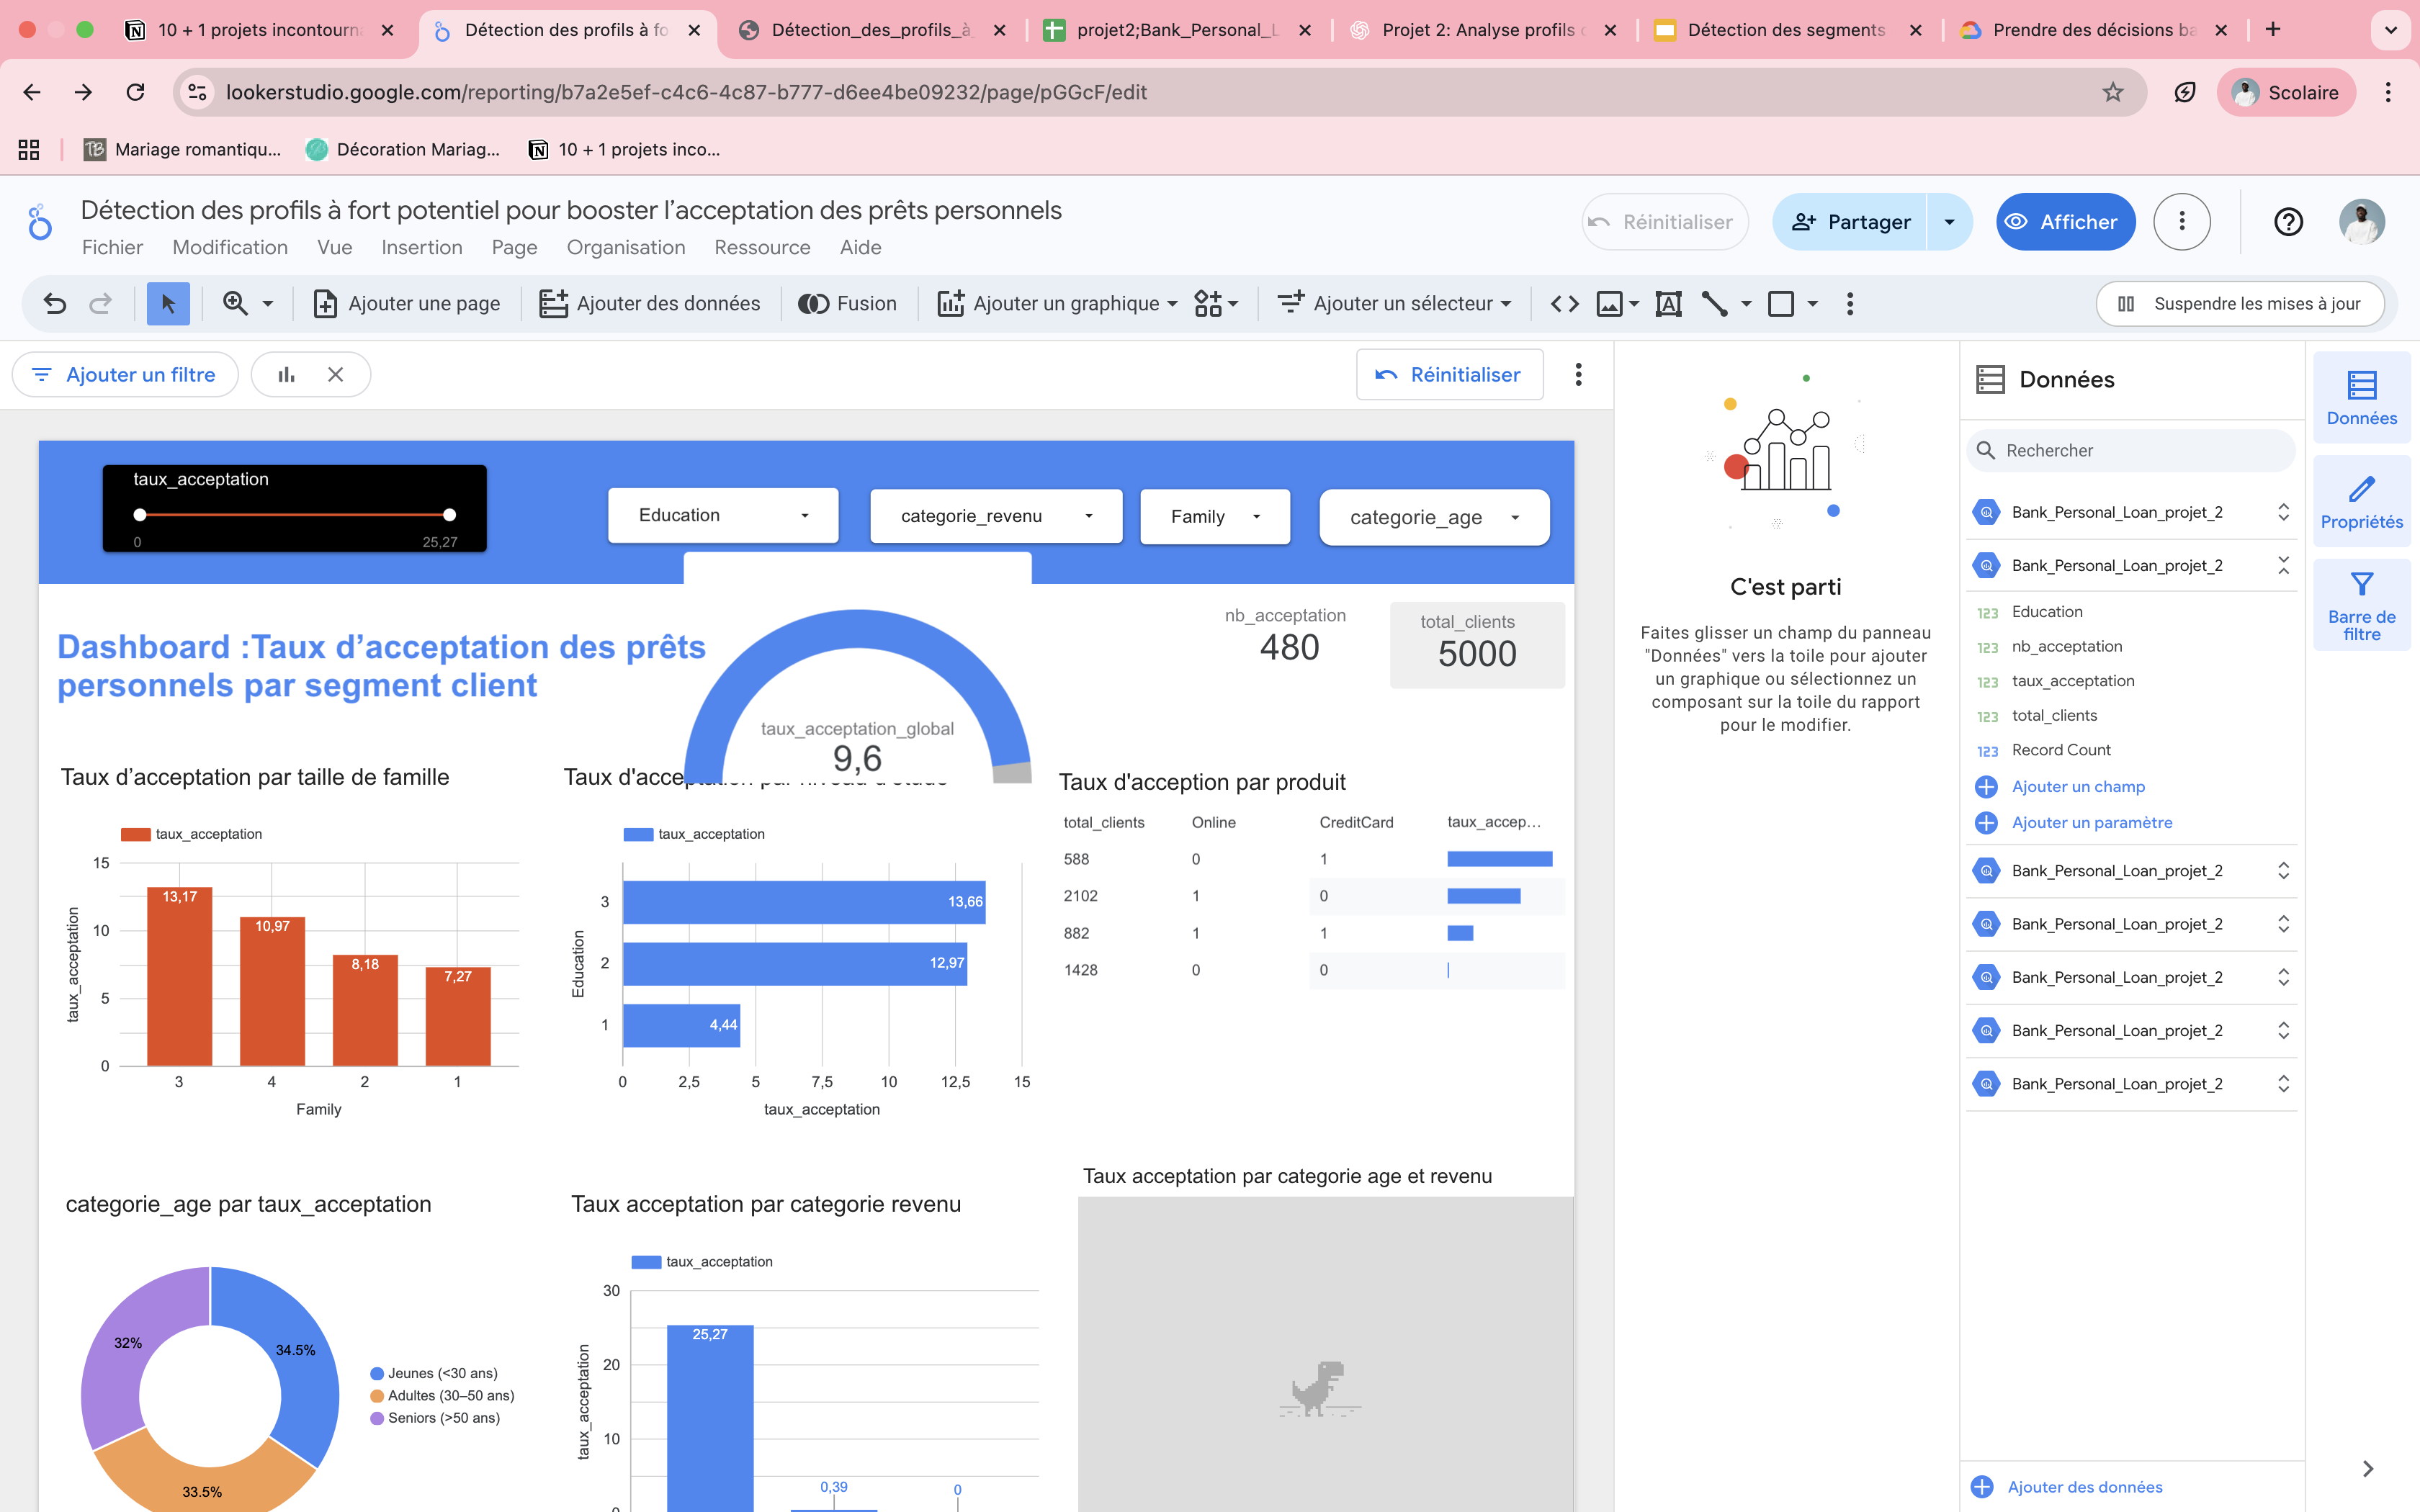 10 + 1 projets incontourn
Détection des profils à fo
Détection_des_profils_à_
projet2;Bank_Personal_L
Projet 2: Analyse profils
Détection des segments
Prendre des décisions ba
lookerstudio.google.com/reporting/b7a2e5ef-c4c6-4c87-b777-d6ee4be09232/page/pGGcF/edit
Scolaire
Mariage romantiqu...
Décoration Mariag...
10 + 1 projets inco...
Détection des profils à fort potentiel pour booster l’acceptation des prêts personnels
Fichier Modification Vue Insertion Page Organisation Ressource Aide
Réinitialiser
Partager
Afficher
Ajouter une page
Ajouter des données
Fusion
Ajouter un graphique
Ajouter un sélecteur
Suspendre les mises à jour
Ajouter un filtre
Réinitialiser
taux_acceptation
0 25,27
Education
categorie_revenu
Family
categorie_age
Dashboard :Taux d’acceptation des prêts
personnels par segment client
taux_acceptation_global
9,6
nb_acceptation
480
total_clients
5000
Taux d’acceptation par taille de famille
taux_acceptation
15
10
5
0
taux_acceptation
13,17
10,97
8,18
7,27
3 4 2 1
Family
Taux d'acceptation par niveau d'étude
taux_acceptation
Education
3
2
1
13,66
12,97
4,44
0 2,5 5 7,5 10 12,5 15
taux_acceptation
Taux d'acception par produit
total_clients Online CreditCard taux_accep…
588 0 1
2102 1 0
882 1 1
1428 0 0
categorie_age par taux_acceptation
32%
34.5%
33.5%
Jeunes (<30 ans)
Adultes (30–50 ans)
Seniors (>50 ans)
Taux acceptation par categorie revenu
taux_acceptation
30
20
10
0
taux_acceptation
25,27
0,39
0
Taux acceptation par categorie age et revenu
C'est parti
Faites glisser un champ du panneau
"Données" vers la toile pour ajouter
un graphique ou sélectionnez un
composant sur la toile du rapport
pour le modifier.
Données
Rechercher
Bank_Personal_Loan_projet_2
Bank_Personal_Loan_projet_2
123 Education
123 nb_acceptation
123 taux_acceptation
123 total_clients
123 Record Count
Ajouter un champ
Ajouter un paramètre
Bank_Personal_Loan_projet_2
Bank_Personal_Loan_projet_2
Bank_Personal_Loan_projet_2
Bank_Personal_Loan_projet_2
Bank_Personal_Loan_projet_2
Ajouter des données
Données
Propriétés
Barre de
filtre